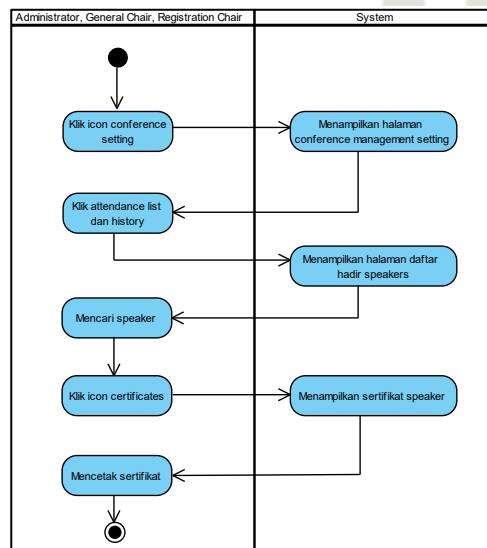 Administrator, General Chair, Registration Chair
System
Klik icon conference
setting
Menampilkan halaman
conference management setting
Klik attendance list
dan history
Menampilkan halaman daftar
hadir speakers
Mencari speaker
Klik icon certificates
Menampilkan sertifikat speaker
Mencetak sertifikat